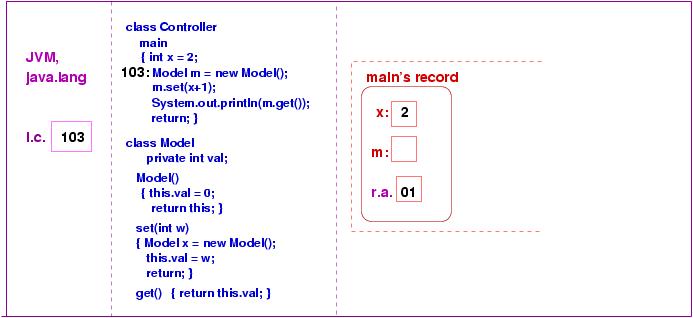 JVM,
java.lang
I.c. 103
class Controller
main
{ int x = 2;
103: Model m = new Model();
m.set(x+1);
System.out.println(m.get());
return; }
class Model
private int val;
Model()
{ this.val = 0;
return this; }
set(int w)
{ Model x = new Model();
this.val = w;
return; }
get() { return this.val; }
main's record
x: 2
m:
r.a. 01